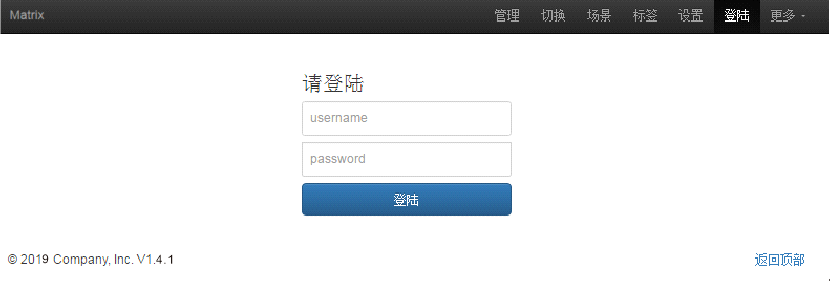 Matrix 管理 切换 场景 标签 设置 登陆 更多
请登陆
username
password
登陆
© 2019 Company, Inc. V1.4.1 返回顶部